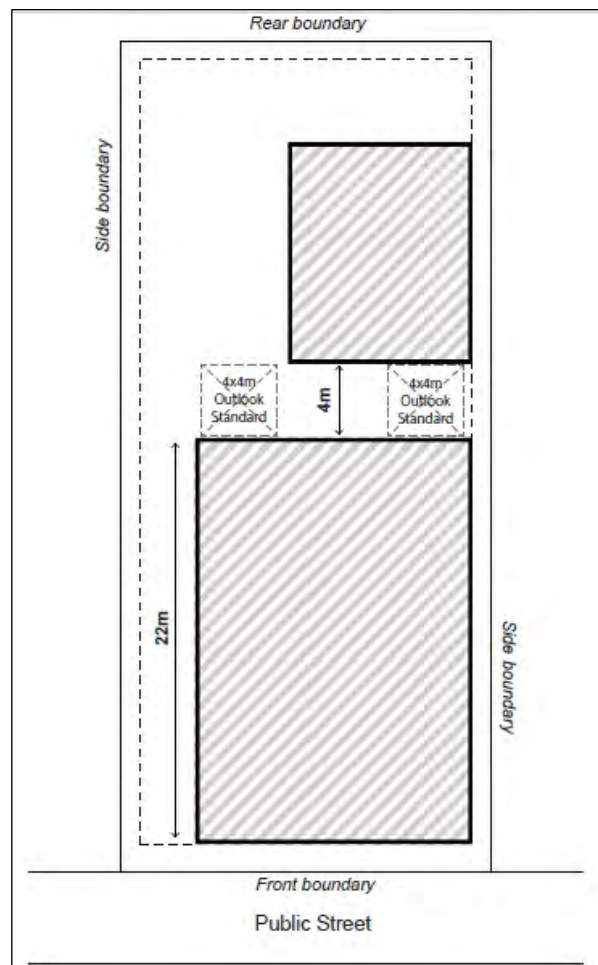 Rear boundary
Side boundary
4x4m
Outlook
Standard
4m
4x4m
Outlook
Standard
22m
Side boundary
Front boundary
Public Street